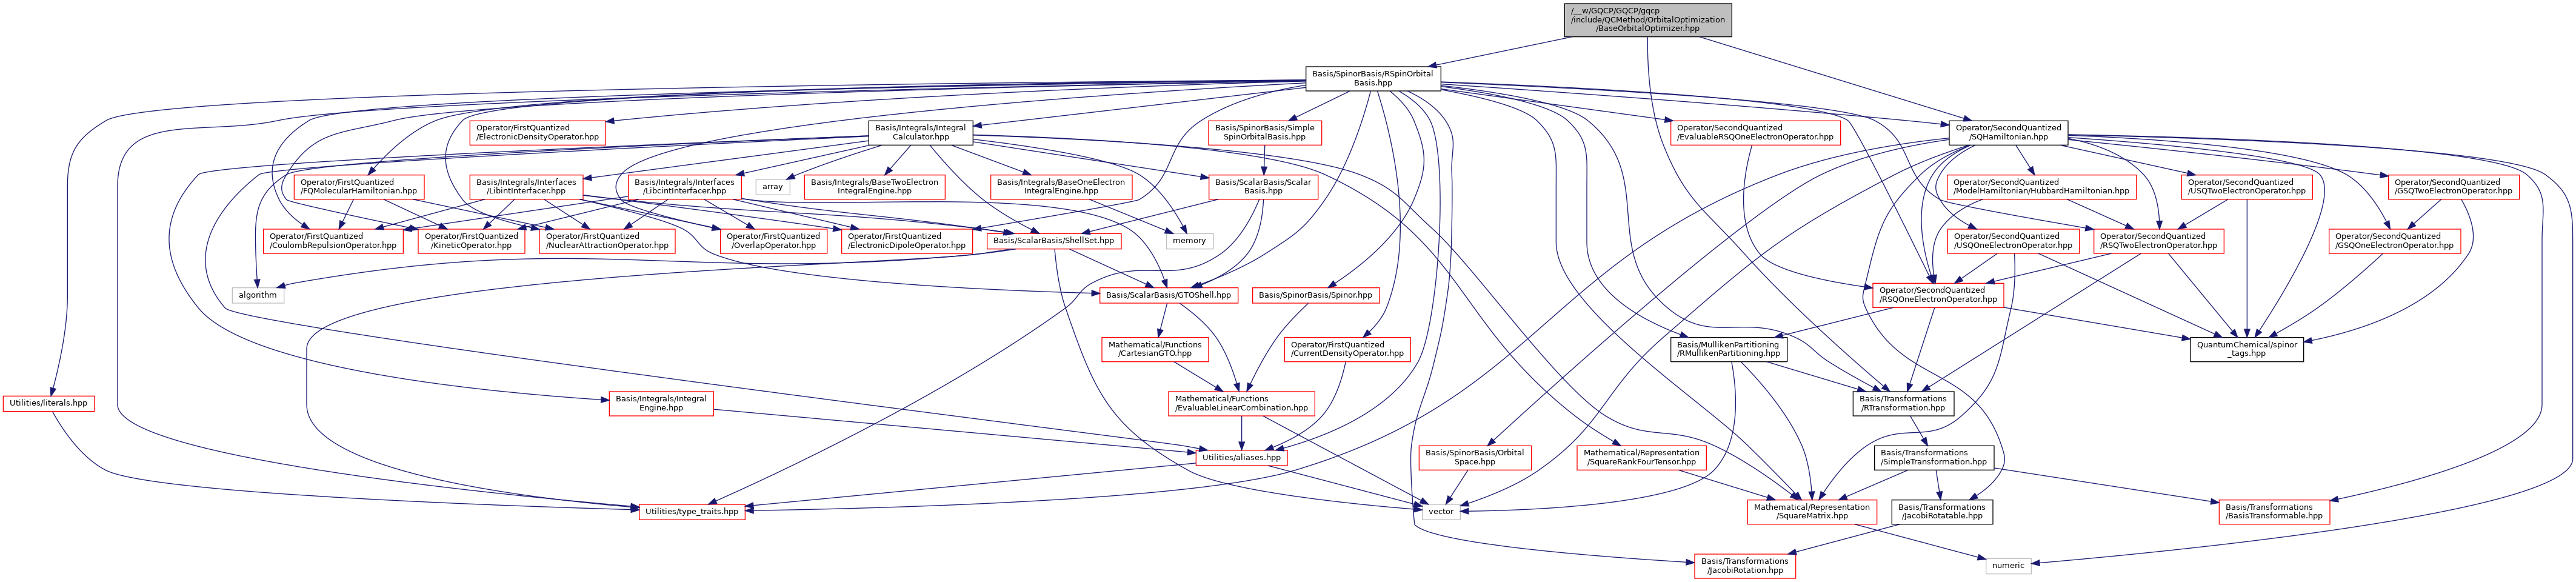 /__w/GQCP/GQCP/gqcp
/include/QCMethod/OrbitalOptimization
/BaseOrbitalOptimizer.hpp
Basis/SpinorBasis/RSpinOrbital
Basis.hpp
Operator/FirstQuantized
/ElectronicDensityOperator.hpp
Basis/Integrals/Integral
Calculator.hpp
Basis/SpinorBasis/Simple
SpinOrbitalBasis.hpp
Operator/SecondQuantized
/EvaluableRSQOneElectronOperator.hpp
Operator/SecondQuantized
/SQHamiltonian.hpp
Operator/FirstQuantized
/FQMolecularHamiltonian.hpp
Basis/Integrals/Interfaces
/LibintInterfacer.hpp
Basis/Integrals/Interfaces
/LibcintInterfacer.hpp
array
Basis/Integrals/BaseTwoElectron
IntegralEngine.hpp
Basis/Integrals/BaseOneElectron
IntegralEngine.hpp
Basis/ScalarBasis/Scalar
Basis.hpp
Operator/SecondQuantized
/ModelHamiltonian/HubbardHamiltonian.hpp
Operator/SecondQuantized
/USQTwoElectronOperator.hpp
Operator/SecondQuantized
/GSQTwoElectronOperator.hpp
Operator/FirstQuantized
/CoulombRepulsionOperator.hpp
Operator/FirstQuantized
/KineticOperator.hpp
Operator/FirstQuantized
/NuclearAttractionOperator.hpp
Operator/FirstQuantized
/OverlapOperator.hpp
Operator/FirstQuantized
/ElectronicDipoleOperator.hpp
Basis/ScalarBasis/ShellSet.hpp
memory
Operator/SecondQuantized
/USQOneElectronOperator.hpp
Operator/SecondQuantized
/RSQTwoElectronOperator.hpp
Operator/SecondQuantized
/GSQOneElectronOperator.hpp
algorithm
Basis/ScalarBasis/GTOShell.hpp
Basis/SpinorBasis/Spinor.hpp
Operator/SecondQuantized
/RSQOneElectronOperator.hpp
Mathematical/Functions
/CartesianGTO.hpp
Operator/FirstQuantized
/CurrentDensityOperator.hpp
Basis/MullikenPartitioning
/RMullikenPartitioning.hpp
QuantumChemical/spinor
_tags.hpp
Utilities/literals.hpp
Basis/Integrals/Integral
Engine.hpp
Mathematical/Functions
/EvaluableLinearCombination.hpp
Basis/Transformations
/RTransformation.hpp
Utilities/aliases.hpp
Basis/SpinorBasis/Orbital
Space.hpp
Mathematical/Representation
/SquareRankFourTensor.hpp
Basis/Transformations
/SimpleTransformation.hpp
Utilities/type_traits.hpp
vector
Mathematical/Representation
/SquareMatrix.hpp
Basis/Transformations
/JacobiRotatable.hpp
Basis/Transformations
/BasisTransformable.hpp
Basis/Transformations
/JacobiRotation.hpp
numeric